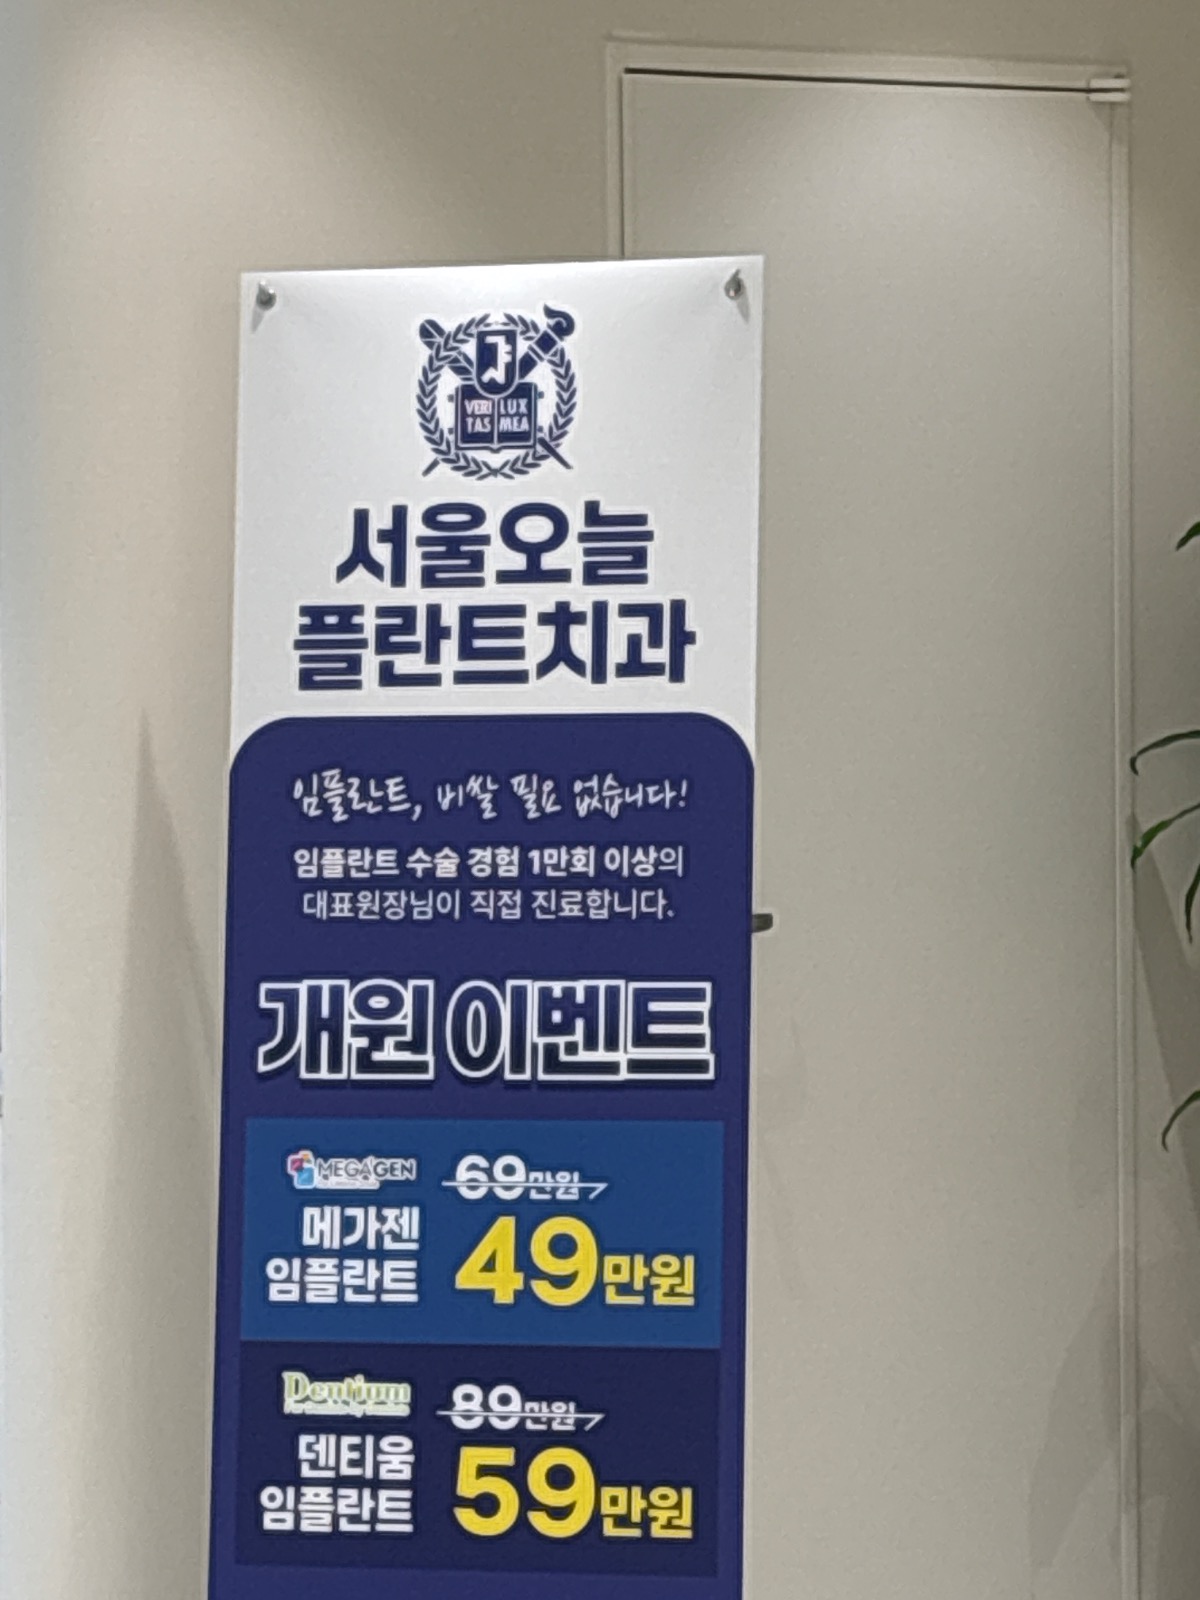 VERI LUX
TAS MEA
서울오늘
플란트치과
임플란트, 비쌀 필요 없습니다!
임플란트 수술 경험 1만회 이상의
대표원장님이 직접 진료합니다.
개원 이벤트
MEGAGEN 69만원
메가젠
임플란트
49만원
Dentium 89만원
덴티움
임플란트
59만원